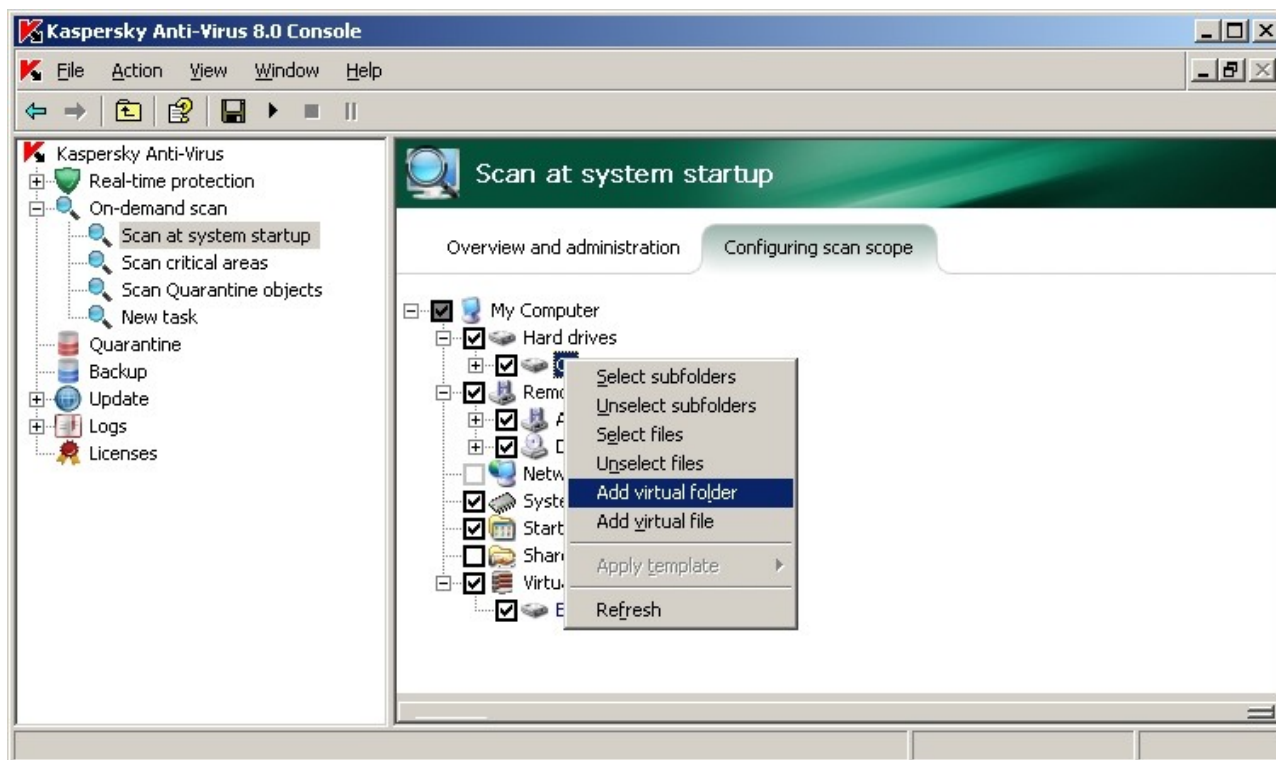 Kaspersky Anti-Virus 8.0 Console
File Action View Window Help
Kaspersky Anti-Virus
Real-time protection
On-demand scan
Scan at system startup
Scan critical areas
Scan Quarantine objects
New task
Quarantine
Backup
Update
Logs
Licenses
Scan at system startup
Overview and administration Configuring scan scope
My Computer
Hard drives
Select subfolders
Unselect subfolders
Select files
Unselect files
Add virtual folder
Add virtual file
Apply template
Refresh